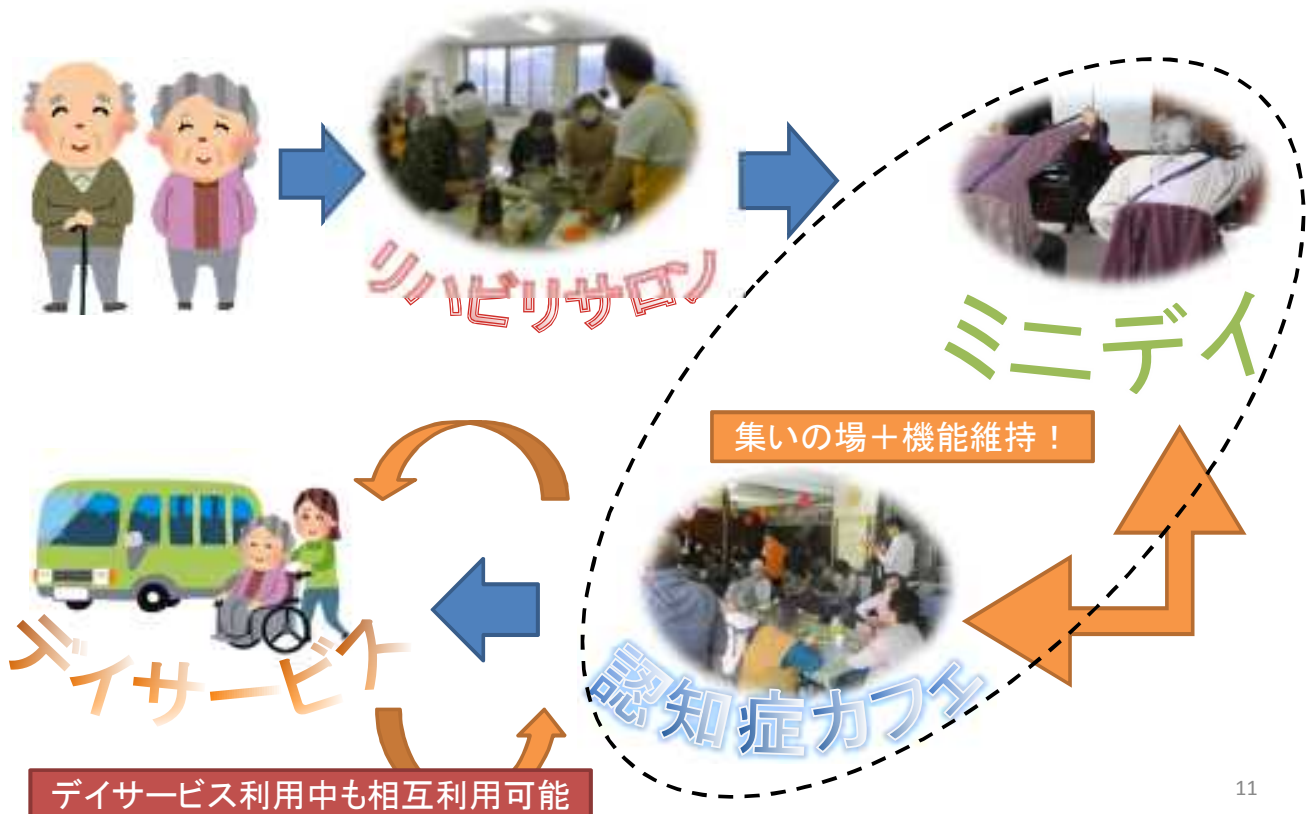 リハビリサロン
ミニデイ
集いの場＋機能維持！
デイサービス
認知症カフェ
デイサービス利用中も相互利用可能
11